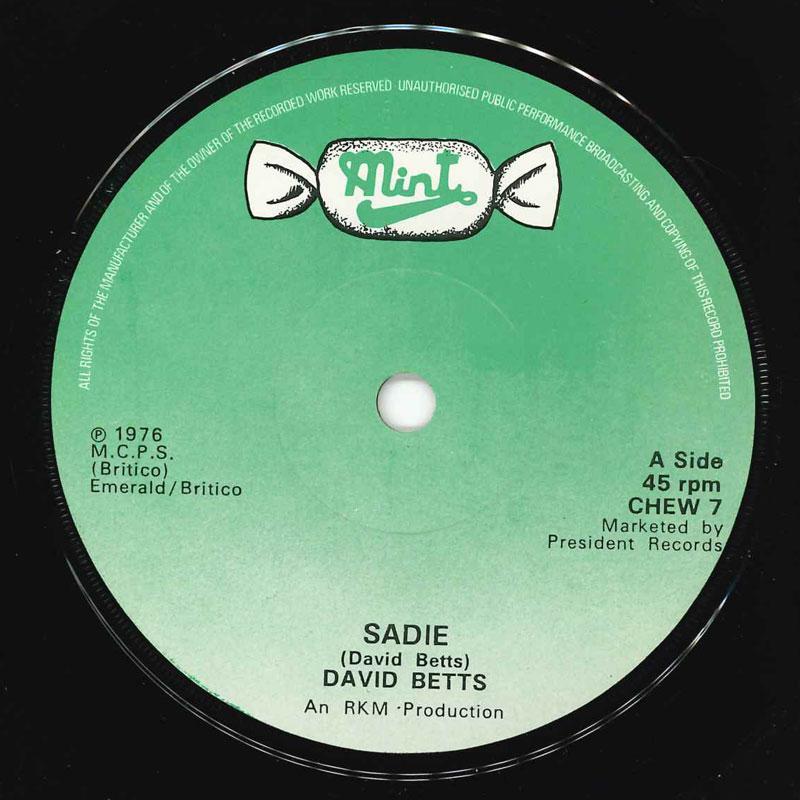 ALL RIGHTS OF THE MANUFACTURER AND OF THE OWNER OF THE RECORDED WORK RESERVED · UNAUTHORISED PUBLIC PERFORMANCE BROADCASTING AND COPYING OF THIS RECORD PROHIBITED
Mint
℗ 1976
M.C.P.S.
(Britico)
Emerald/Britico
A Side
45 rpm
CHEW 7
Marketed by
President Records
SADIE
(David Betts)
DAVID BETTS
An RKM · Production